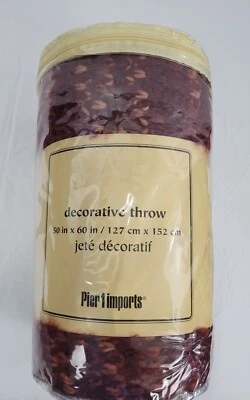 decorative throw
50 in x 60 in / 127 cm x 152 cm
jeté décoratif
Pier 1 imports®